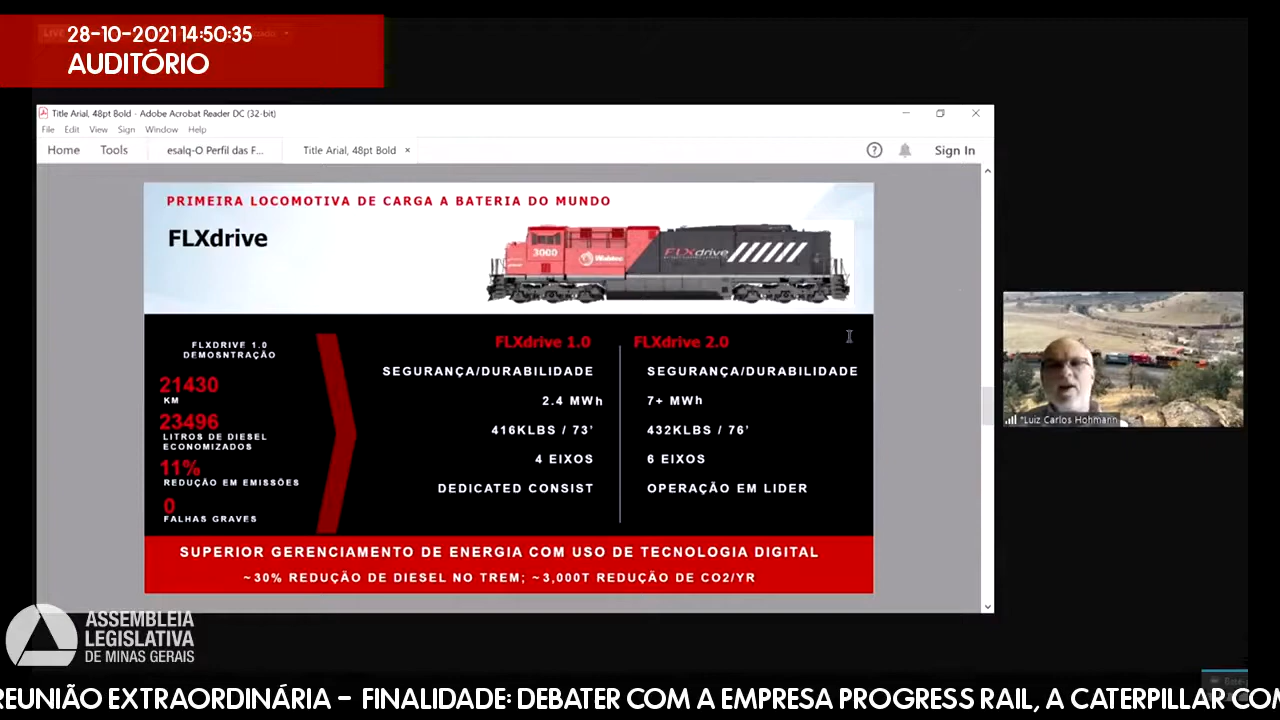 LIVE
28-10-2021 14:50:35
AUDITÓRIO
Title Arial, 48pt Bold - Adobe Acrobat Reader DC (32-bit)
File Edit View Sign Window Help
Home Tools esalq-O Perfil das F... Title Arial, 48pt Bold × Sign In
PRIMEIRA LOCOMOTIVA DE CARGA A BATERIA DO MUNDO
FLXdrive
3000 Wabtec FLXdrive
FLXDRIVE 1.0
DEMOSNTRAÇÃO
21430
KM
23496
LITROS DE DIESEL
ECONOMIZADOS
11%
REDUÇÃO EM EMISSÕES
0
FALHAS GRAVES
FLXdrive 1.0
SEGURANÇA/DURABILIDADE
2.4 MWh
416KLBS / 73’
4 EIXOS
DEDICATED CONSIST
FLXdrive 2.0
SEGURANÇA/DURABILIDADE
7+ MWh
432KLBS / 76’
6 EIXOS
OPERAÇÃO EM LIDER
SUPERIOR GERENCIAMENTO DE ENERGIA COM USO DE TECNOLOGIA DIGITAL
~30% REDUÇÃO DE DIESEL NO TREM; ~3,000T REDUÇÃO DE CO2/YR
*Luiz Carlos Hohmann
ASSEMBLEIA
LEGISLATIVA
DE MINAS GERAIS
REUNIÃO EXTRAORDINÁRIA - FINALIDADE: DEBATER COM A EMPRESA PROGRESS RAIL, A CATERPILLAR COM